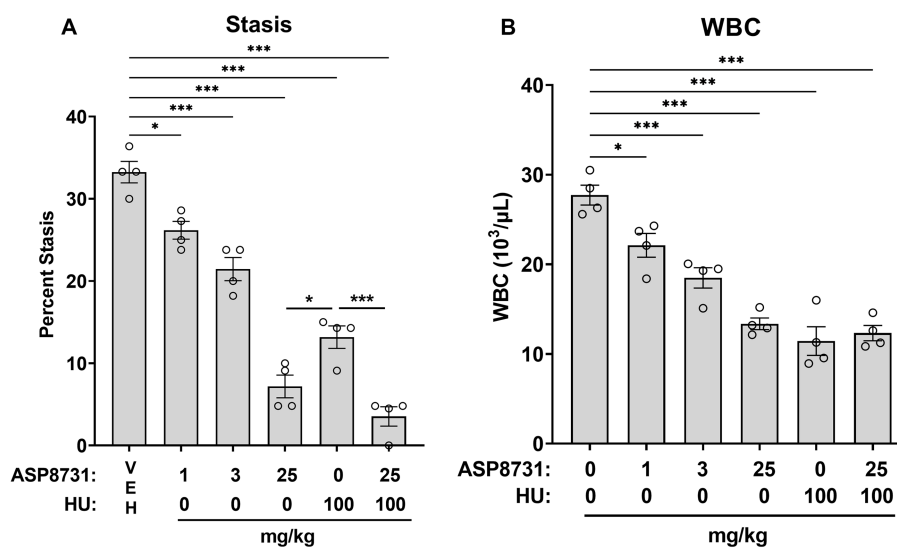 A
Stasis
***
***
***
***
*
*
***
Percent Stasis
40
30
20
10
0
ASP8731: VEH 1 3 25 0 25
HU: 0 0 0 100 100
mg/kg
B
WBC
***
***
***
***
*
WBC (10³/µL)
40
30
20
10
0
ASP8731: 0 1 3 25 0 25
HU: 0 0 0 0 100 100
mg/kg